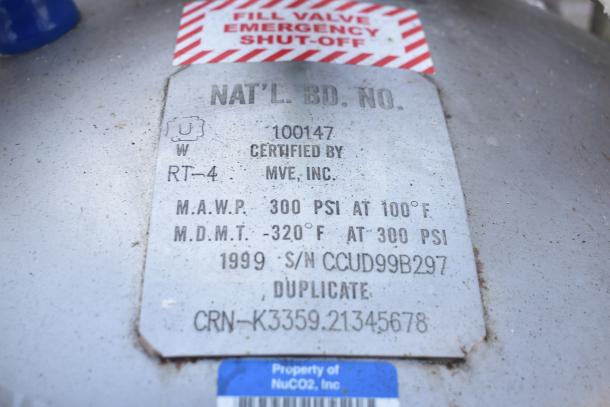 FILL VALVE
EMERGENCY
SHUT-OFF
NAT'L. BD. NO.
U 100147
W CERTIFIED BY
RT-4 . MVE, INC.
M.A.W.P. 300 PSI AT 100°F
M.D.M.T. -320°F AT 300 PSI
1999 S/N CCUD99B297
DUPLICATE
CRN-K3359.21345678
Property of
NuCO2, Inc